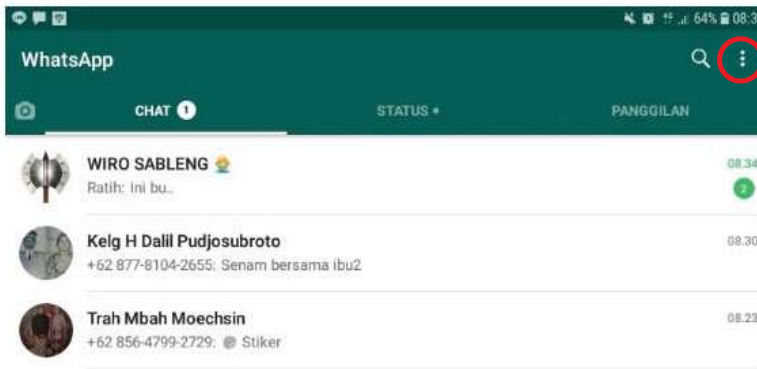 64% 08:3
WhatsApp
CHAT 1 STATUS PANGGILAN
WIRO SABLENG 08.34
Ratih: Ini bu.. 2
Kelg H Dalil Pudjosubroto 08.30
+62 877-8104-2655: Senam bersama ibu2
Trah Mbah Moechsin 08.23
+62 856-4799-2729: Stiker